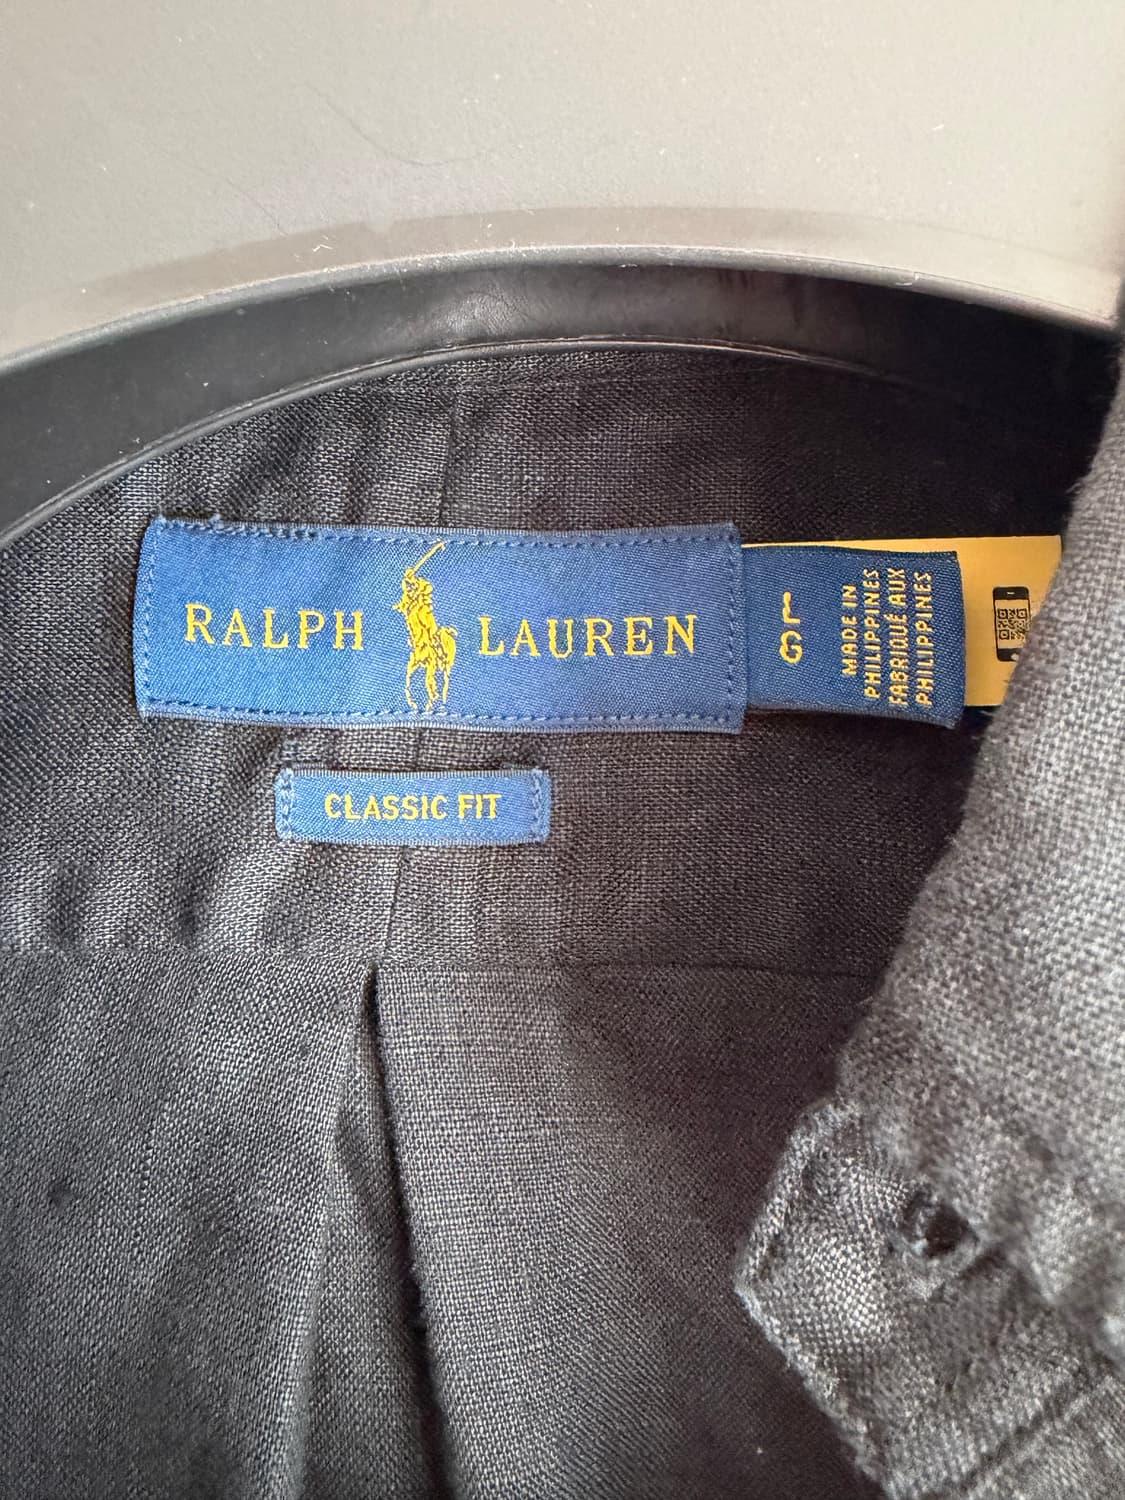 RALPH LAUREN
L
G
MADE IN
PHILIPPINES
FABRIQUÉ AUX
PHILIPPINES
CLASSIC FIT